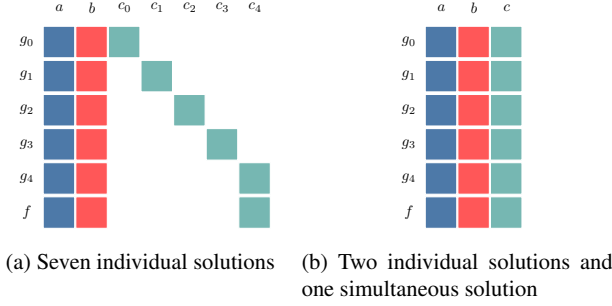 a b c₀ c₁ c₂ c₃ c₄
g₀
g₁
g₂
g₃
g₄
f
(a) Seven individual solutions
a b c
g₀
g₁
g₂
g₃
g₄
f
(b) Two individual solutions and
one simultaneous solution